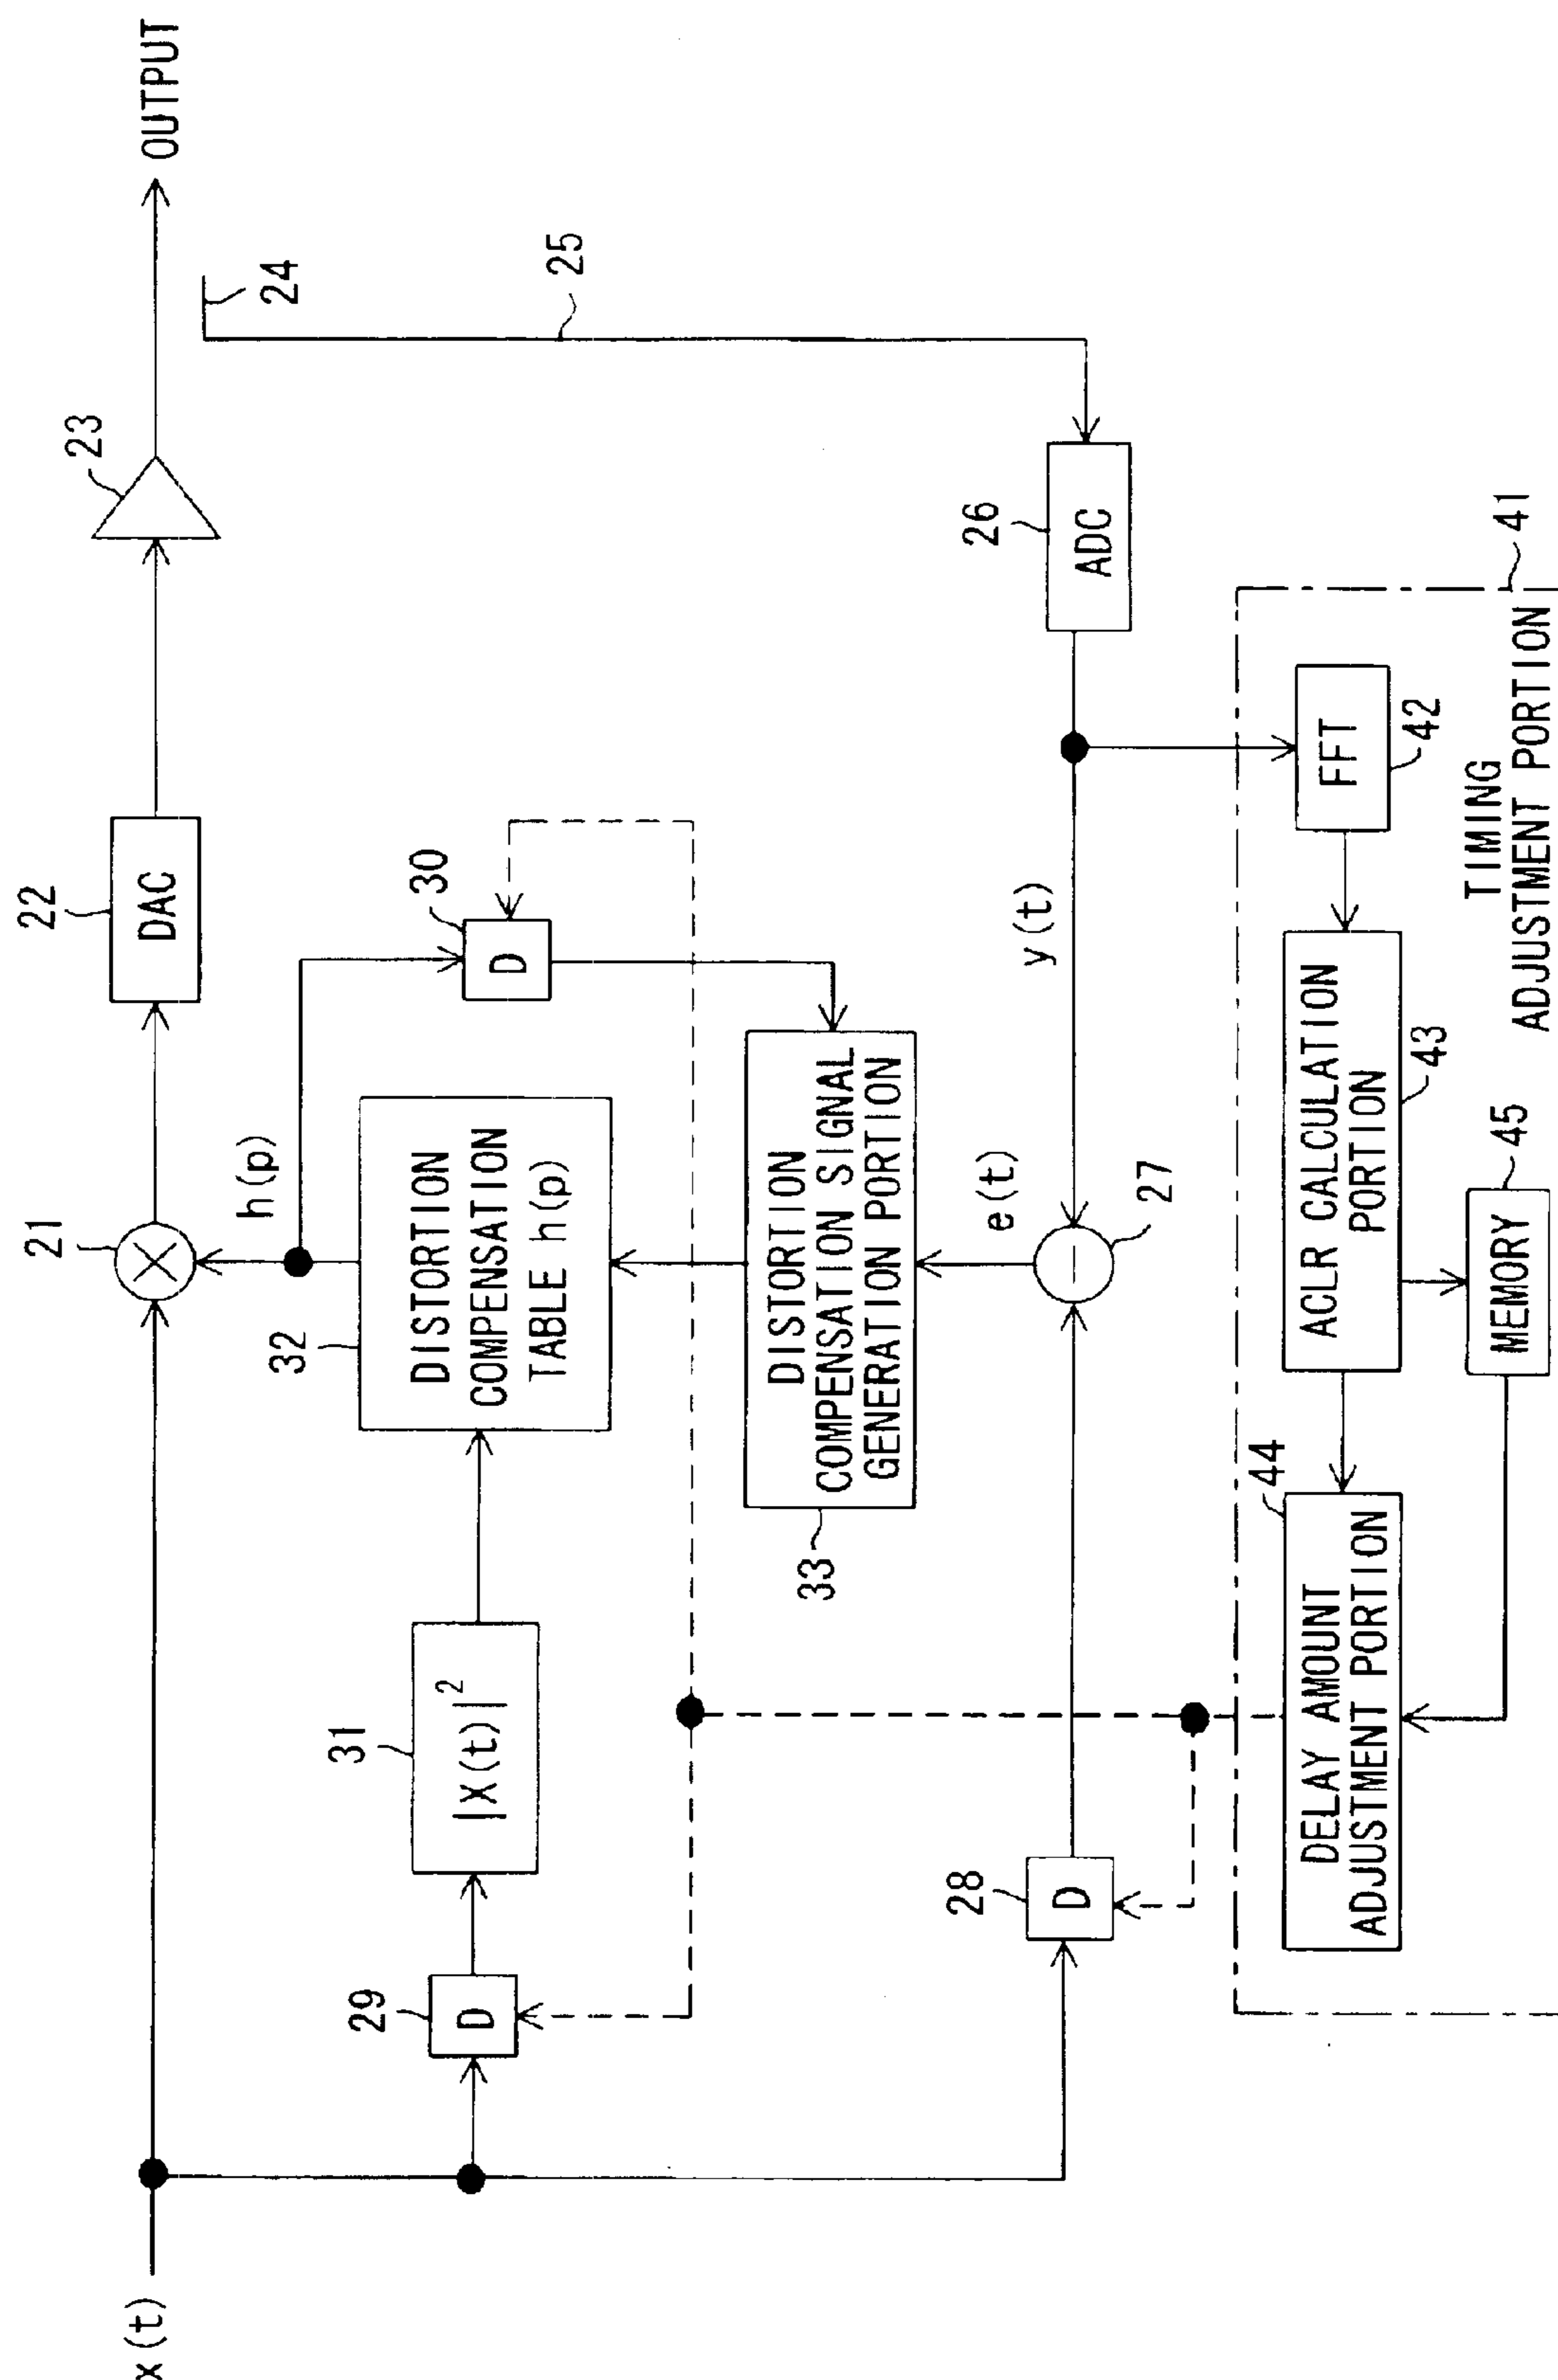 x(t)
21
22
DAC
23
OUTPUT
24
25
h(p)
29
D
31
|X(t)|²
32
DISTORTION
COMPENSATION
TABLE h(p)
30
D
33
DISTORTION
COMPENSATION SIGNAL
GENERATION PORTION
28
D
e(t)
27
y(t)
26
ADC
44
DELAY AMOUNT
ADJUSTMENT PORTION
ACLR CALCULATION
PORTION
43
FFT
42
41
MEMORY
45
TIMING
ADJUSTMENT PORTION